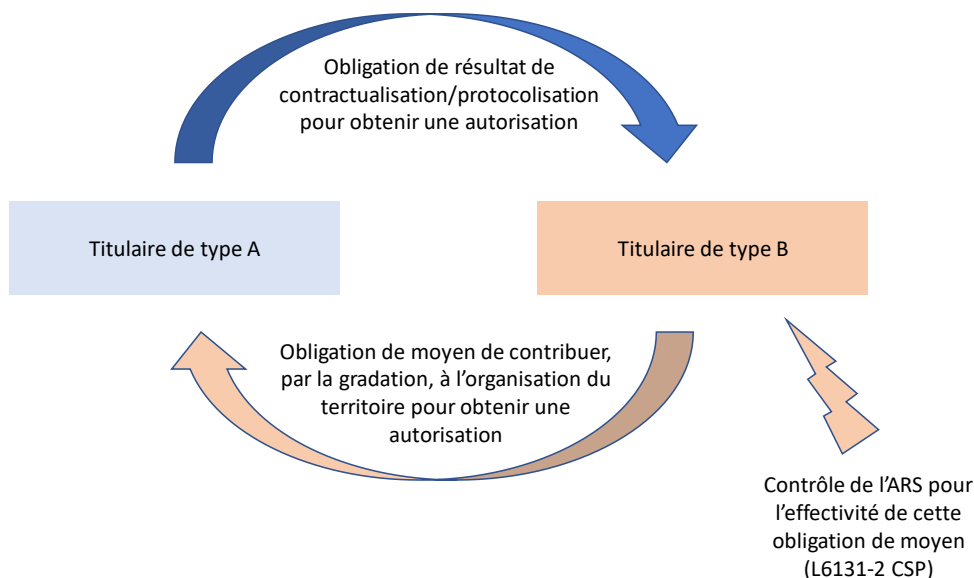 Obligation de résultat de
contractualisation/protocolisation
pour obtenir une autorisation
Titulaire de type A
Titulaire de type B
Obligation de moyen de contribuer,
par la gradation, à l’organisation du
territoire pour obtenir une
autorisation
Contrôle de l’ARS pour
l’effectivité de cette
obligation de moyen
(L6131-2 CSP)